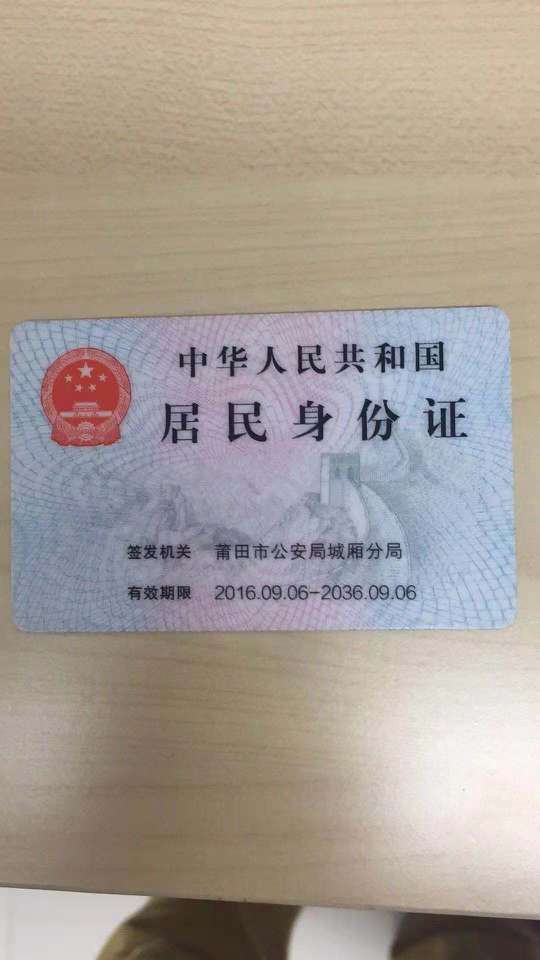 中华人民共和国
居民身份证
签发机关 莆田市公安局城厢分局
有效期限 2016.09.06-2036.09.06